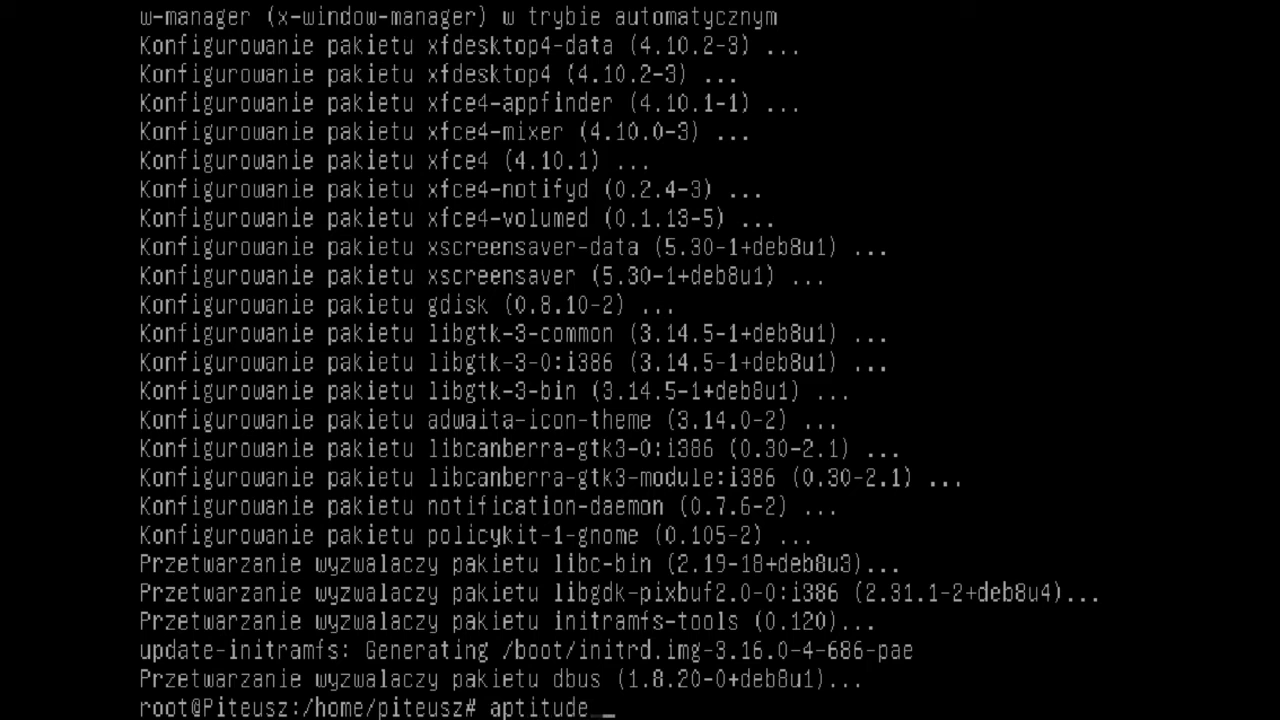 w-manager (x-window-manager) w trybie automatycznym
Konfigurowanie pakietu xfdesktop4-data (4.10.2-3) ...
Konfigurowanie pakietu xfdesktop4 (4.10.2-3) ...
Konfigurowanie pakietu xfce4-appfinder (4.10.1-1) ...
Konfigurowanie pakietu xfce4-mixer (4.10.0-3) ...
Konfigurowanie pakietu xfce4 (4.10.1) ...
Konfigurowanie pakietu xfce4-notifyd (0.2.4-3) ...
Konfigurowanie pakietu xfce4-volumed (0.1.13-5) ...
Konfigurowanie pakietu xscreensaver-data (5.30-1+deb8u1) ...
Konfigurowanie pakietu xscreensaver (5.30-1+deb8u1) ...
Konfigurowanie pakietu gdisk (0.8.10-2) ...
Konfigurowanie pakietu libgtk-3-common (3.14.5-1+deb8u1) ...
Konfigurowanie pakietu libgtk-3-0:i386 (3.14.5-1+deb8u1) ...
Konfigurowanie pakietu libgtk-3-bin (3.14.5-1+deb8u1) ...
Konfigurowanie pakietu adwaita-icon-theme (3.14.0-2) ...
Konfigurowanie pakietu libcanberra-gtk3-0:i386 (0.30-2.1) ...
Konfigurowanie pakietu libcanberra-gtk3-module:i386 (0.30-2.1) ...
Konfigurowanie pakietu notification-daemon (0.7.6-2) ...
Konfigurowanie pakietu policykit-1-gnome (0.105-2) ...
Przetwarzanie wyzwalaczy pakietu libc-bin (2.19-18+deb8u3)...
Przetwarzanie wyzwalaczy pakietu libgdk-pixbuf2.0-0:i386 (2.31.1-2+deb8u4)...
Przetwarzanie wyzwalaczy pakietu initramfs-tools (0.120)...
update-initramfs: Generating /boot/initrd.img-3.16.0-4-686-pae
Przetwarzanie wyzwalaczy pakietu dbus (1.8.20-0+deb8u1)...
root@Piteusz:/home/piteusz# aptitude _